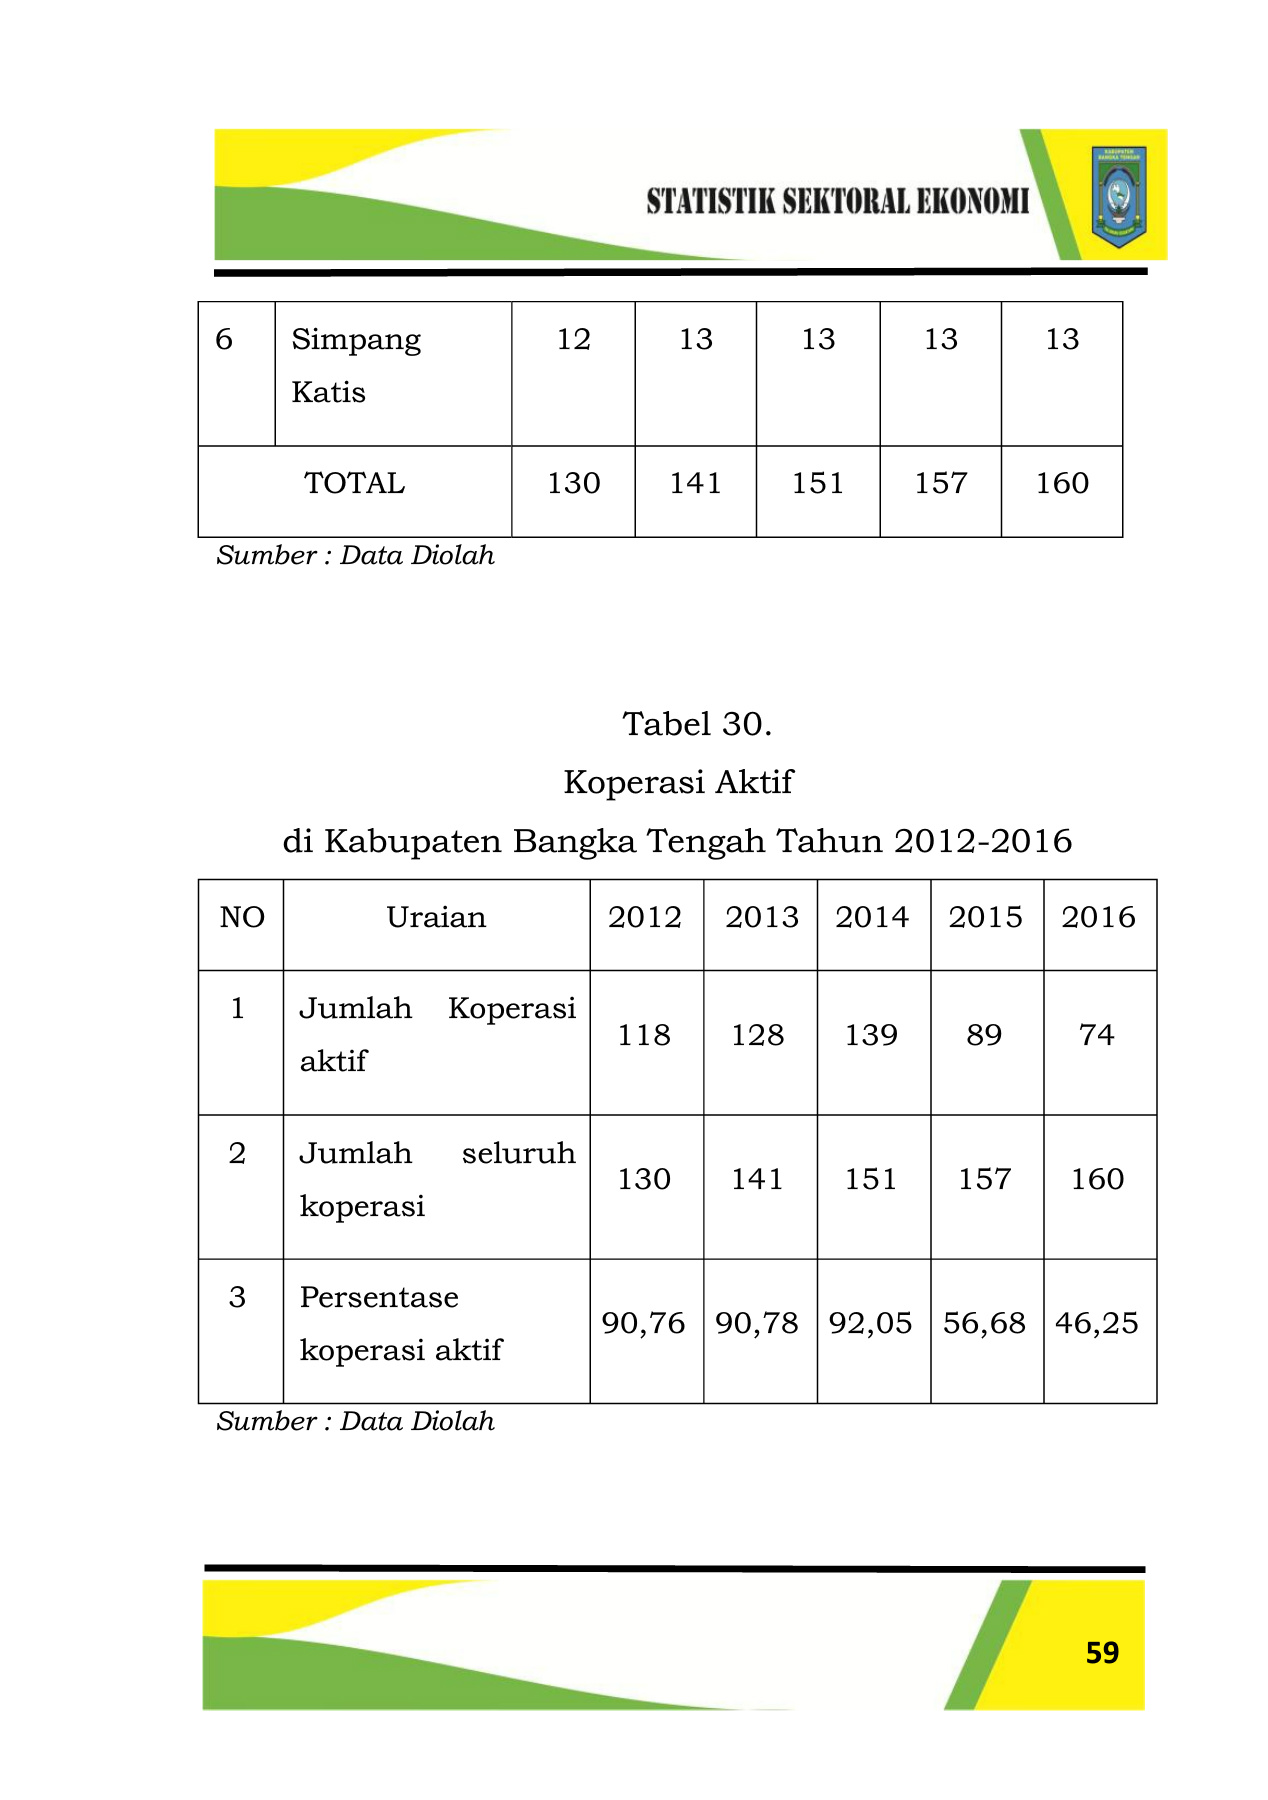 KABUPATEN
BANGKA TENGAH
STATISTIK SEKTORAL EKONOMI
6 Simpang 12 13 13 13 13
Katis
TOTAL 130 141 151 157 160
Sumber : Data Diolah
Tabel 30.
Koperasi Aktif
di Kabupaten Bangka Tengah Tahun 2012-2016
NO Uraian 2012 2013 2014 2015 2016
1 Jumlah Koperasi
aktif 118 128 139 89 74
2 Jumlah seluruh
koperasi 130 141 151 157 160
3 Persentase
koperasi aktif 90,76 90,78 92,05 56,68 46,25
Sumber : Data Diolah
59